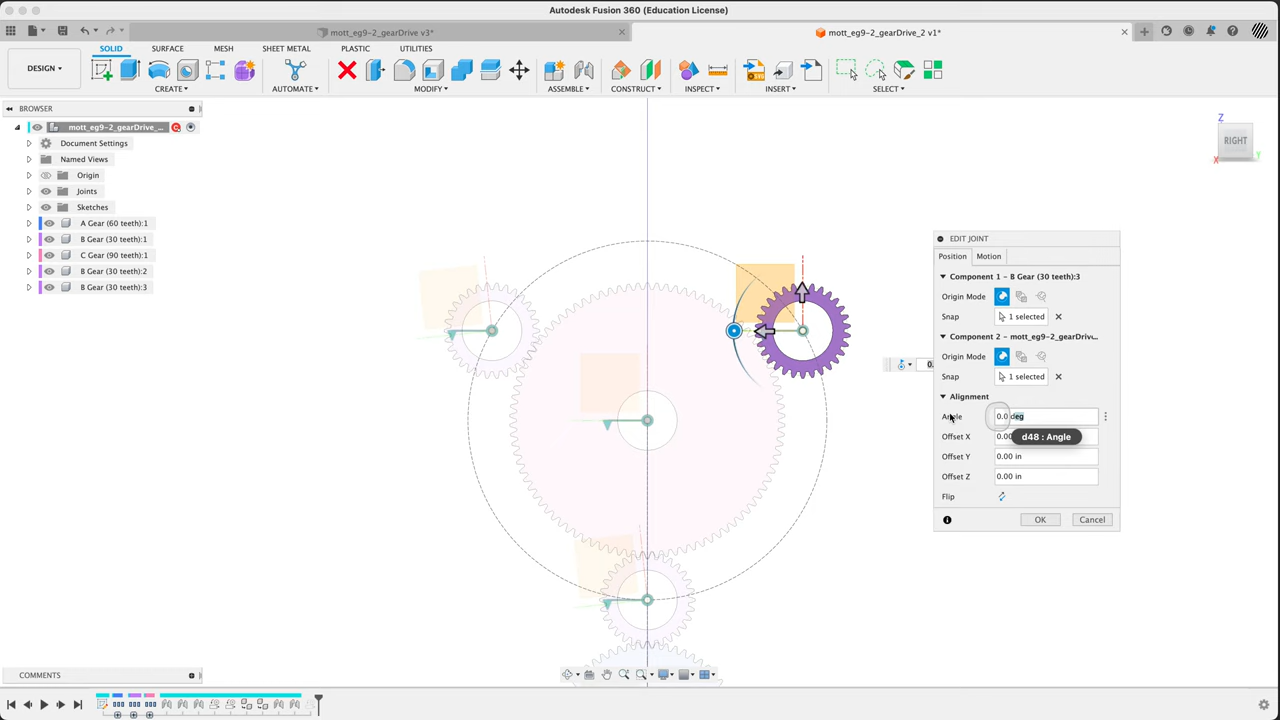 Autodesk Fusion 360 (Education License)
mott_eg9-2_gearDrive v3*
mott_eg9-2_gearDrive_2 v1*
DESIGN
SOLID
SURFACE
MESH
SHEET METAL
PLASTIC
UTILITIES
CREATE
AUTOMATE
MODIFY
ASSEMBLE
CONSTRUCT
INSPECT
INSERT
SELECT
BROWSER
mott_eg9-2_gearDrive_...
Document Settings
Named Views
Origin
Joints
Sketches
A Gear (60 teeth):1
B Gear (30 teeth):1
C Gear (90 teeth):1
B Gear (30 teeth):2
B Gear (30 teeth):3
Z
RIGHT
X
Y
EDIT JOINT
Position
Motion
Component 1 - B Gear (30 teeth):3
Origin Mode
Snap
1 selected
Component 2 - mott_eg9-2_gearDriv...
Origin Mode
Snap
1 selected
Alignment
Angle
0.0 deg
Offset X
0.00
d48 : Angle
Offset Y
0.00 in
Offset Z
0.00 in
Flip
OK
Cancel
0.
COMMENTS